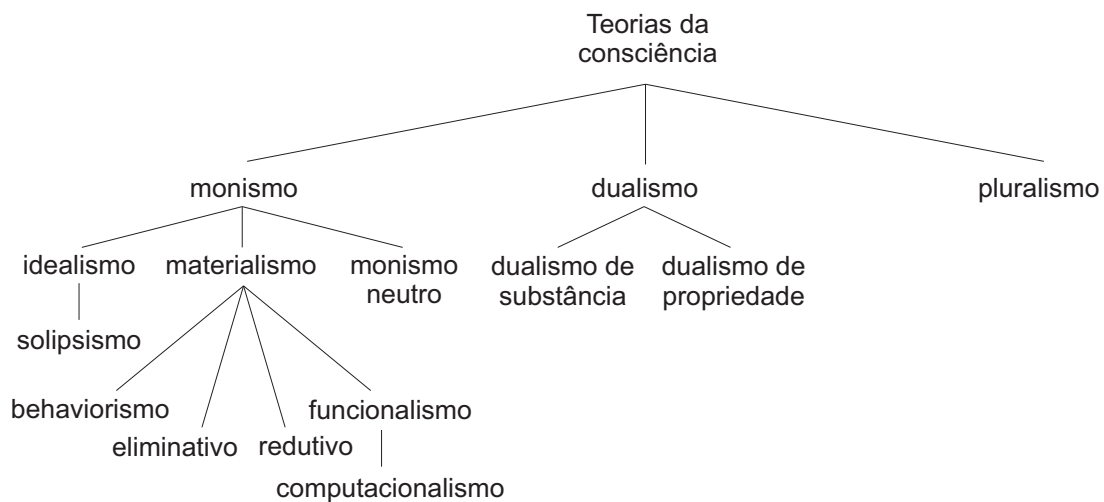 Teorias da
consciência
monismo
dualismo
pluralismo
idealismo
materialismo
monismo
neutro
dualismo de
substância
dualismo de
propriedade
solipsismo
behaviorismo
eliminativo
redutivo
funcionalismo
computacionalismo